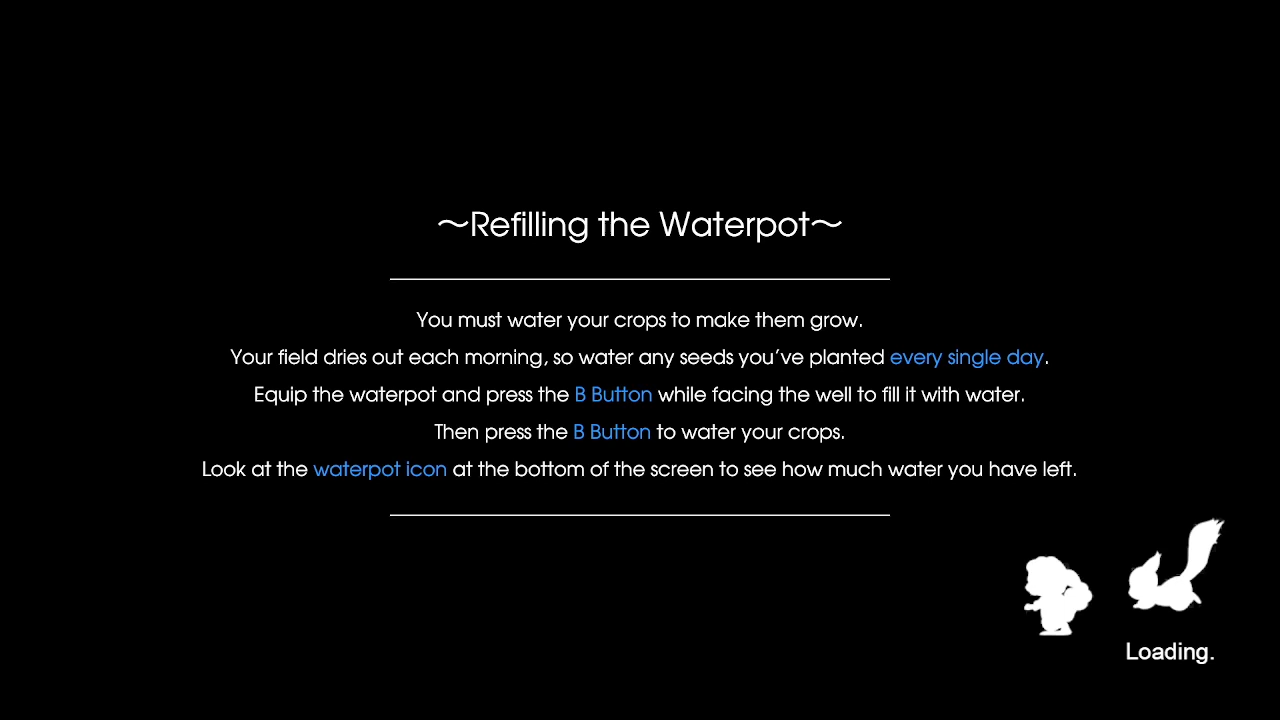 ～Refilling the Waterpot～
You must water your crops to make them grow.
Your field dries out each morning, so water any seeds you've planted every single day.
Equip the waterpot and press the B Button while facing the well to fill it with water.
Then press the B Button to water your crops.
Look at the waterpot icon at the bottom of the screen to see how much water you have left.
Loading.